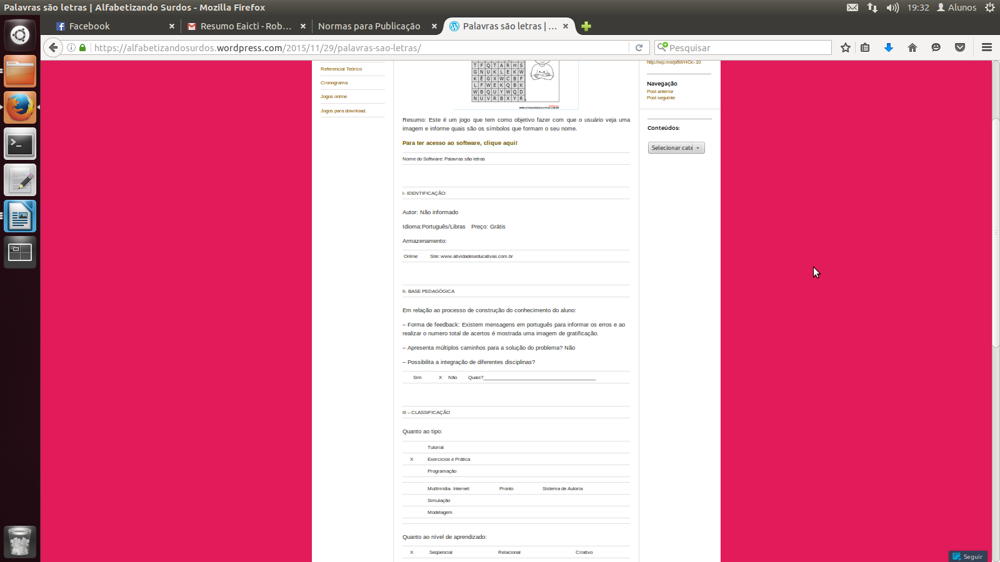 Palavras são letras | Alfabetizando Surdos - Mozilla Firefox
19:32 Alunos
Facebook
Resumo Eaicti - Rob...
Normas para Publicação
Palavras são letras | ...
https://alfabetizandosurdos.wordpress.com/2015/11/29/palavras-sao-letras/
Pesquisar
Referencial Teórico
Cronograma
Jogos online
Jogos para download.
T F Q T A R H S
G N U K L E K W
K Ê G X W C B F
L F W E K Q B K
W B Q U Y W Q D
N U V R B X Y R
WWW.ATIVIDADESEDUCATIVAS.COM.BR
Resumo: Este é um jogo que tem como objetivo fazer com que o usuário veja uma
imagem e informe quais são os símbolos que formam o seu nome.
Para ter acesso ao software, clique aqui!
Nome do Software: Palavras são letras
I- IDENTIFICAÇÃO:
Autor: Não informado
Idioma:Português/Libras Preço: Grátis
Armazenamento:
Online Site: www.atividadeseducativas.com.br
II- BASE PEDAGÓGICA
Em relação ao processo de construção do conhecimento do aluno:
– Forma de feedback: Existem mensagens em português para informar os erros e ao
realizar o numero total de acertos é mostrada uma imagem de gratificação.
– Apresenta múltiplos caminhos para a solução do problema? Não
– Possibilita a integração de diferentes disciplinas?
Sim X Não Quais?__________________________________________
III – CLASSIFICAÇÃO
Quanto ao tipo:
Tutorial
X Exercícios e Prática
Programação
Multimídia- Internet: Pronto Sistema de Autoria
Simulação
Modelagem
Quanto ao nível de aprendizado:
X Seqüencial Relacional Criativo
http://wp.me/p6WHOc-10
Navegação
Post anterior
Post seguinte
Conteúdos:
Selecionar cate
Seguir